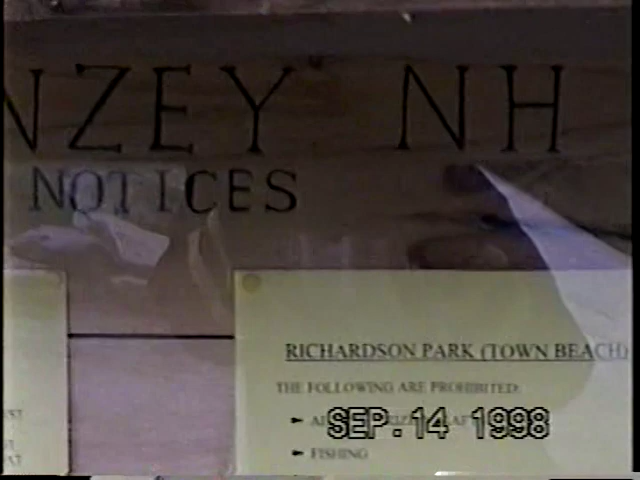 NZEY NH
NOTICES
RICHARDSON PARK (TOWN BEACH)
THE FOLLOWING ARE PROHIBITED:
SEP. 14 1998
► FISHING